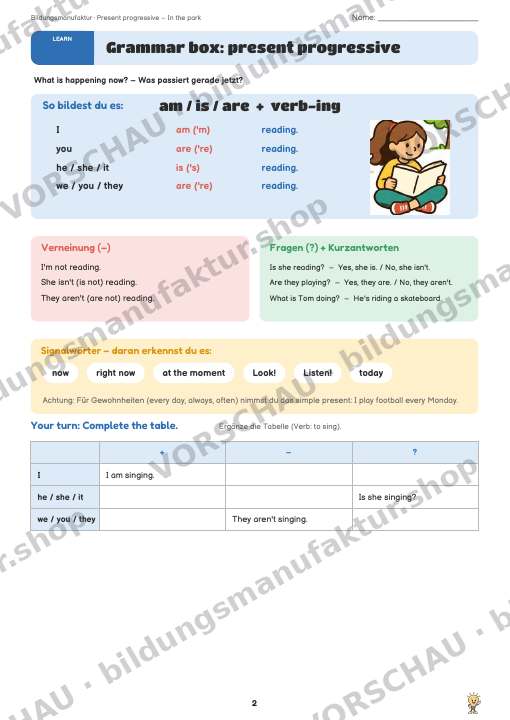 Bildungsmanufaktur · Present progressive – In the park
Name:
LEARN
Grammar box: present progressive
What is happening now? – Was passiert gerade jetzt?
So bildest du es:
am / is / are + verb-ing
I am ('m) reading.
you are ('re) reading.
he / she / it is ('s) reading.
we / you / they are ('re) reading.
Verneinung (–)
I'm not reading.
She isn't (is not) reading.
They aren't (are not) reading.
Fragen (?) + Kurzantworten
Is she reading? – Yes, she is. / No, she isn't.
Are they playing? – Yes, they are. / No, they aren't.
What is Tom doing? – He's riding a skateboard.
Signalwörter – daran erkennst du es:
now right now at the moment Look! Listen! today
Achtung: Für Gewohnheiten (every day, always, often) nimmst du das simple present: I play football every Monday.
Your turn: Complete the table. Ergänze die Tabelle (Verb: to sing).
+ – ?
I I am singing.
he / she / it Is she singing?
we / you / they They aren't singing.
2
VORSCHAU · bildungsmanufaktur.shop